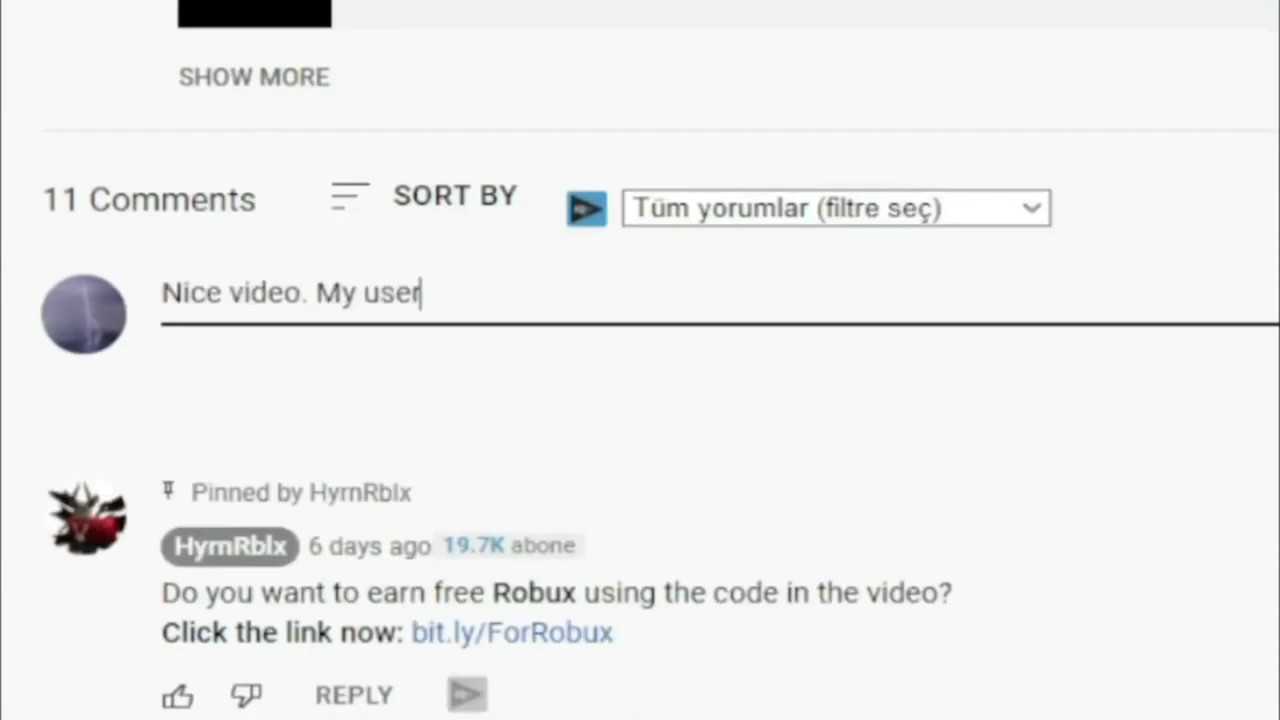 SHOW MORE
11 Comments
SORT BY
Tüm yorumlar (filtre seç)
Nice video. My user
Pinned by HyrnRblx
HyrnRblx 6 days ago 19.7K abone
Do you want to earn free Robux using the code in the video?
Click the link now: bit.ly/ForRobux
REPLY